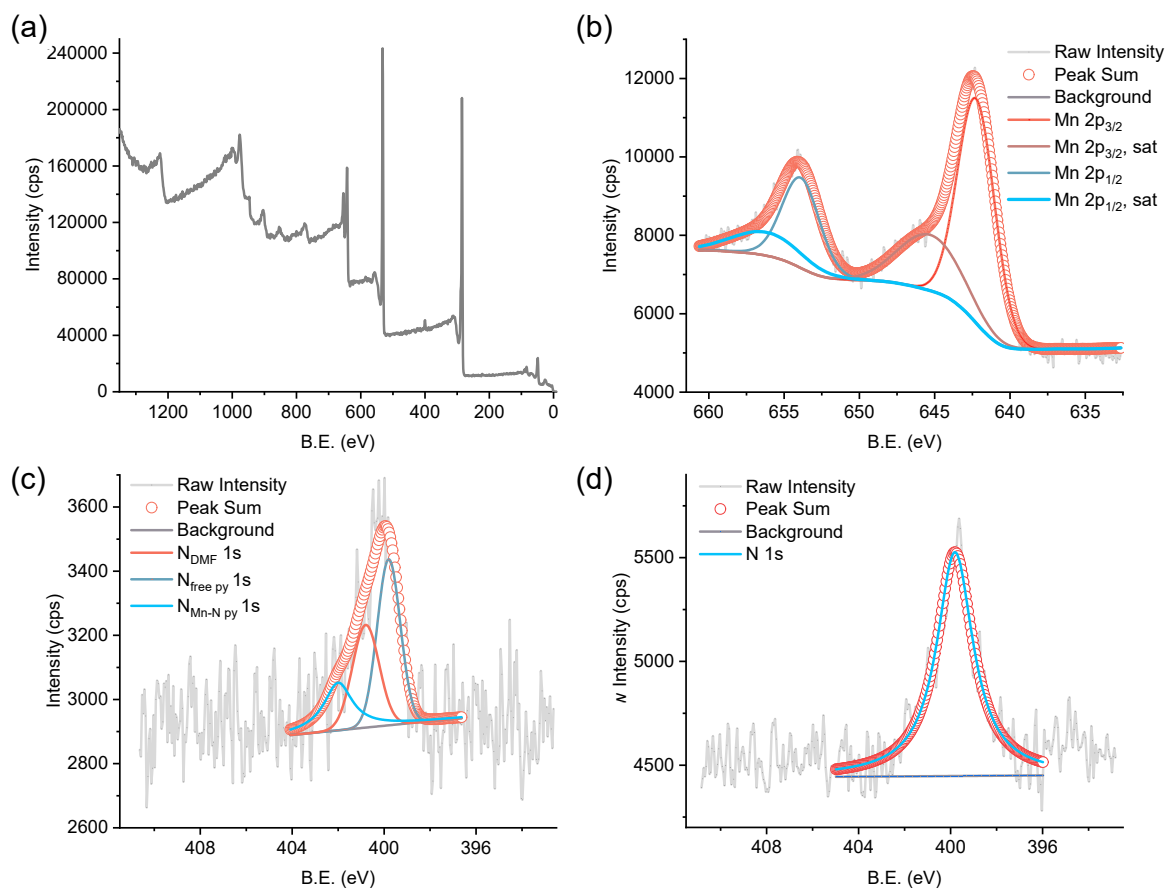 (a)
240000
200000
160000
120000
80000
40000
0
1200 1000 800 600 400 200 0
Intensity (cps)
B.E. (eV)
(b)
Raw Intensity
Peak Sum
Background
Mn 2p3/2
Mn 2p3/2, sat
Mn 2p1/2
Mn 2p1/2, sat
12000
10000
8000
6000
4000
660 655 650 645 640 635
Intensity (cps)
B.E. (eV)
(c)
Raw Intensity
Peak Sum
Background
NDMF 1s
Nfree py 1s
NMn-N py 1s
3600
3400
3200
3000
2800
2600
408 404 400 396
Intensity (cps)
B.E. (eV)
(d)
Raw Intensity
Peak Sum
Background
N 1s
5500
5000
4500
408 404 400 396
w Intensity (cps)
B.E. (eV)